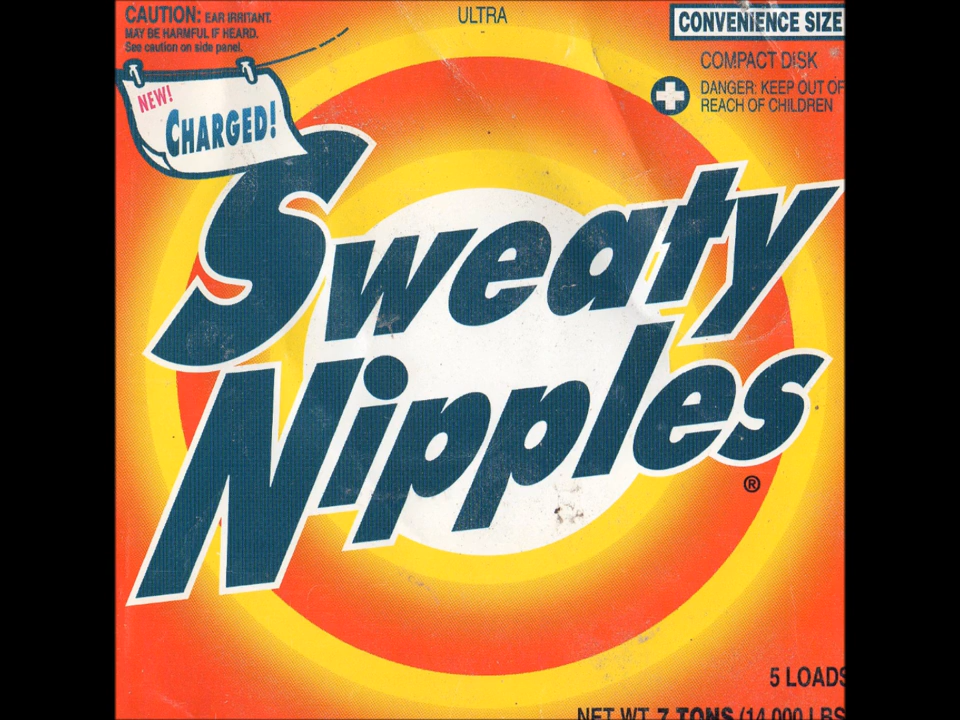 CAUTION: EAR IRRITANT.
MAY BE HARMFUL IF HEARD.
See caution on side panel.
ULTRA
CONVENIENCE SIZE
COMPACT DISK
DANGER: KEEP OUT OF
REACH OF CHILDREN
NEW!
CHARGED!
Sweaty
Nipples
®
5 LOADS
NET WT. 7 TONS (14,000 LBS